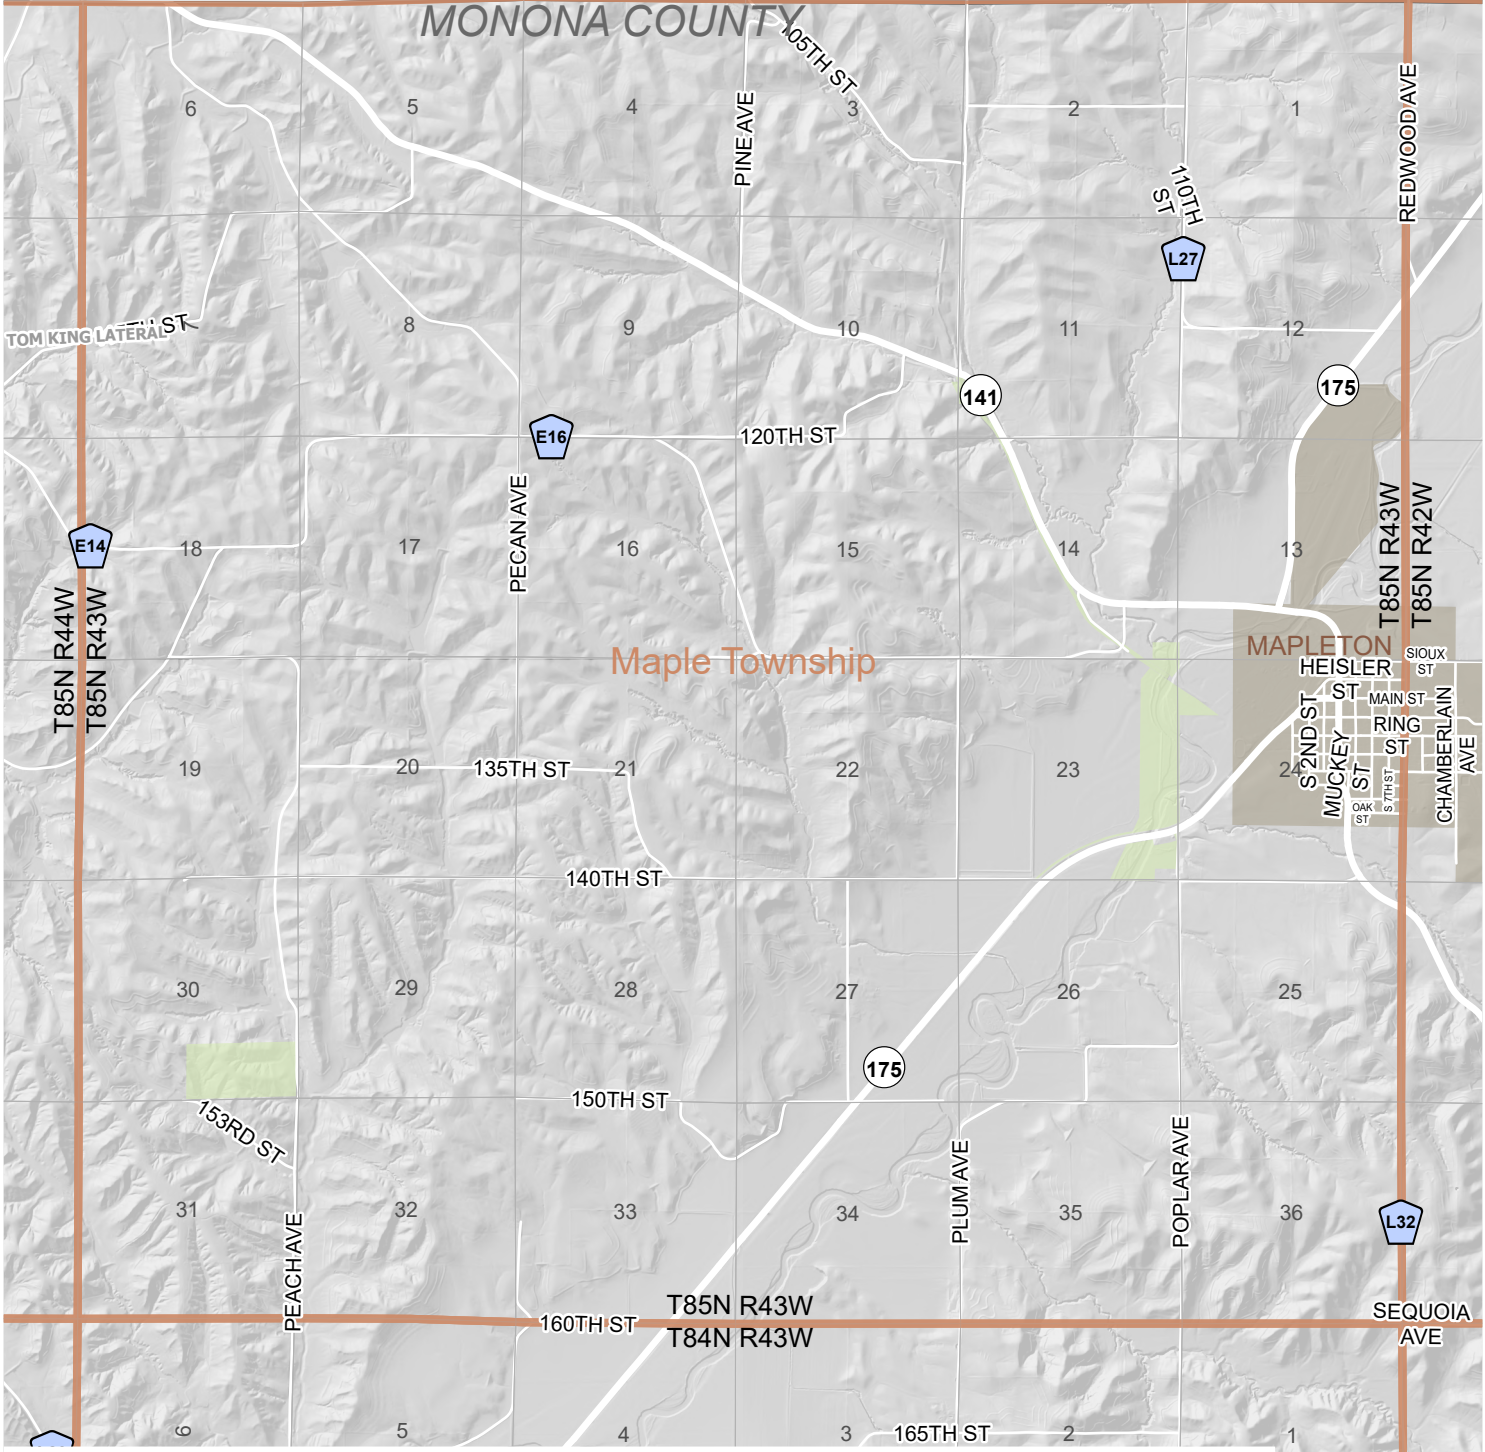 MONONA COUNTY
105TH ST
6
5
4
3
2
1
PINE AVE
REDWOOD AVE
110TH
ST
L27
TOM KING LATERAL
ST
8
9
10
11
12
141
175
E16
120TH ST
PECAN AVE
E14
18
17
16
15
14
13
T85N R44W
T85N R43W
T85N R43W
T85N R42W
Maple Township
MAPLETON
HEISLER
ST
SIOUX
ST
MAIN ST
RING
ST
S 2ND ST
MUCKEY
ST
S 7TH ST
OAK
ST
CHAMBERLAIN
AVE
19
20
135TH ST
21
22
23
24
140TH ST
30
29
28
27
26
25
175
150TH ST
153RD ST
PEACH AVE
PLUM AVE
POPLAR AVE
31
32
33
34
35
36
L32
T85N R43W
160TH ST
T84N R43W
SEQUOIA
AVE
6
5
4
3
165TH ST
2
1